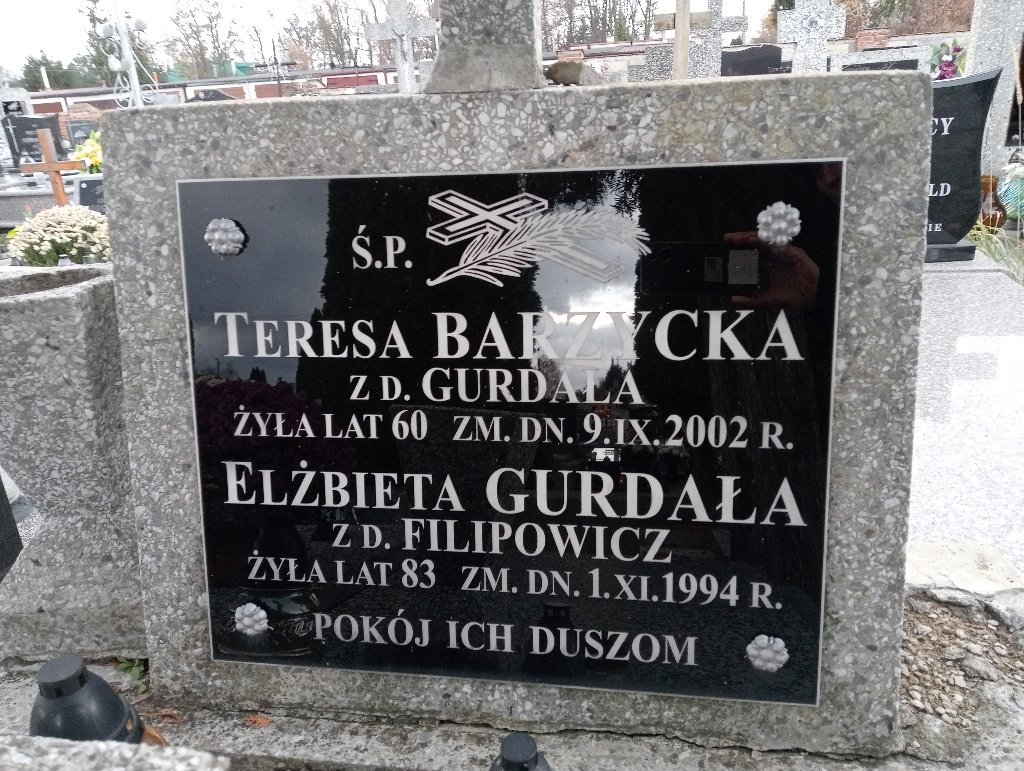 Ś.P.
TERESA BARZYCKA
Z D. GURDALA
ŻYŁA LAT 60 ZM. DN. 9.IX.2002 R.
ELŻBIETA GURDAŁA
Z D. FILIPOWICZ
ŻYŁA LAT 83 ZM. DN. 1.XI.1994 R.
POKÓJ ICH DUSZOM